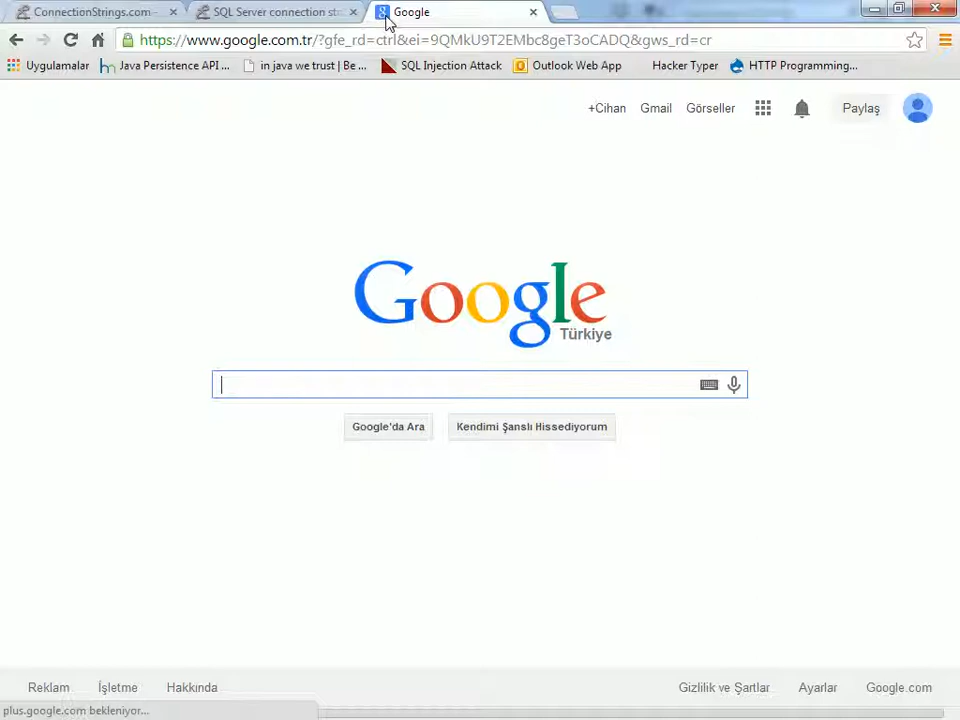 ConnectionStrings.com -
SQL Server connection str
Google
https://www.google.com.tr/?gfe_rd=ctrl&ei=9QMkU9T2EMbc8geT3oCADQ&gws_rd=cr
Uygulamalar
Java Persistence API ...
in java we trust | Be ...
SQL Injection Attack
Outlook Web App
Hacker Typer
HTTP Programming...
+Cihan
Gmail
Görseller
Paylaş
Google
Türkiye
Google'da Ara
Kendimi Şanslı Hissediyorum
Reklam
İşletme
Hakkında
Gizlilik ve Şartlar
Ayarlar
Google.com
plus.google.com bekleniyor...